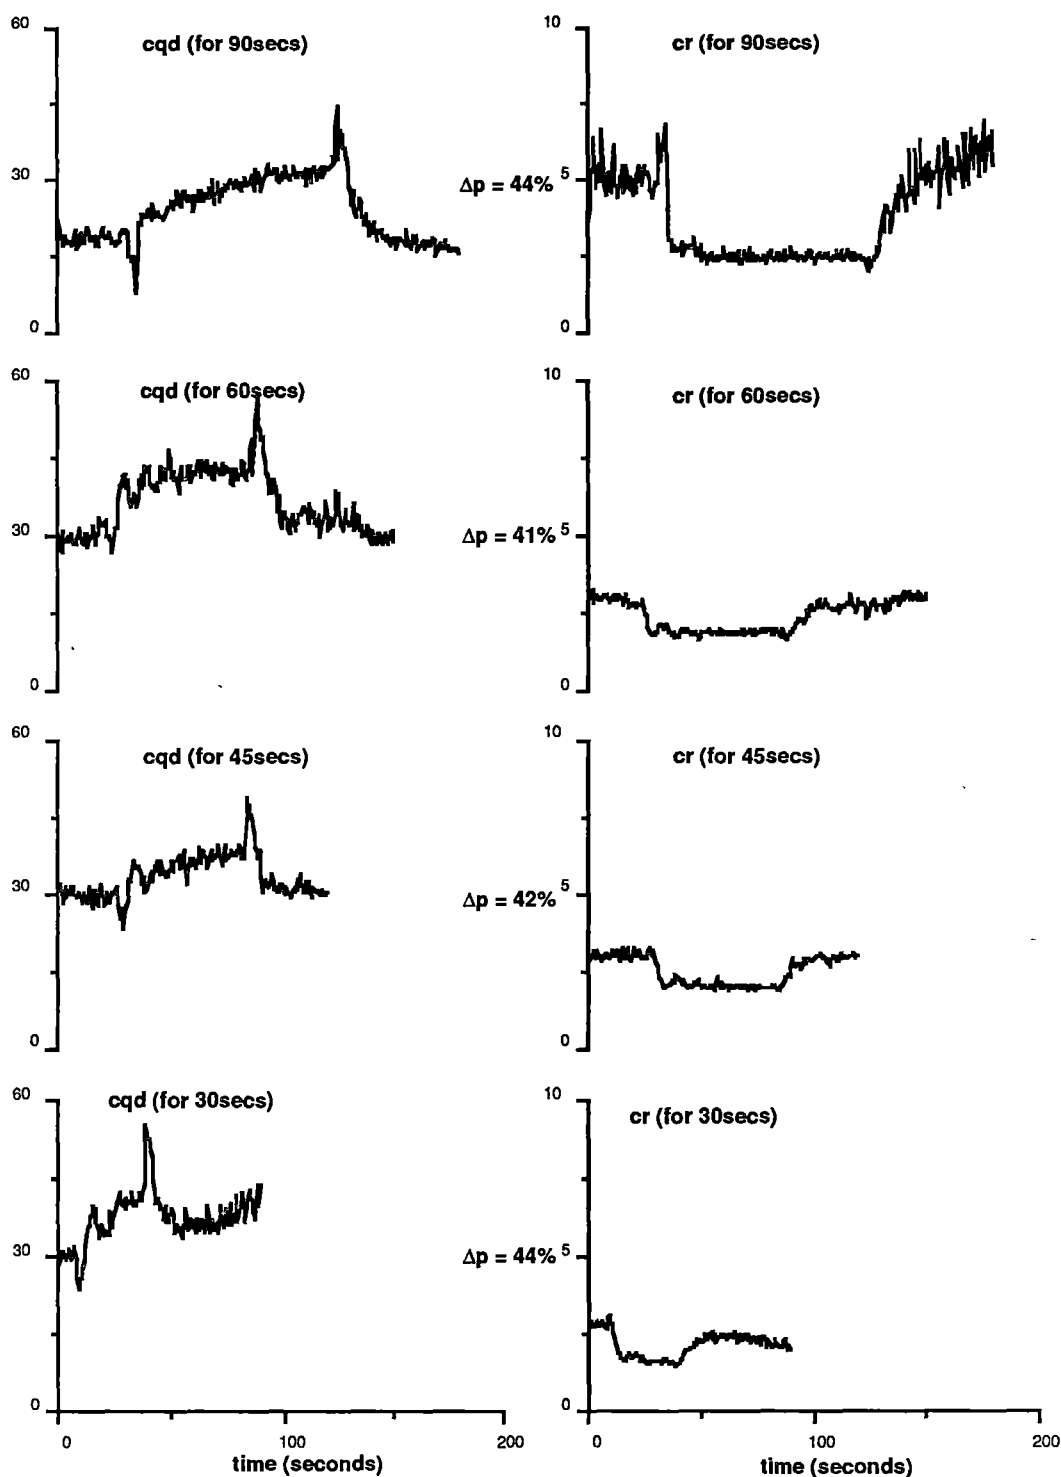 60
cqd (for 90secs)
30
0
10
cr (for 90secs)
Δp = 44%
5
0
60
cqd (for 60secs)
30
0
10
cr (for 60secs)
Δp = 41%
5
0
60
cqd (for 45secs)
30
0
10
cr (for 45secs)
Δp = 42%
5
0
60
cqd (for 30secs)
30
0
10
cr (for 30secs)
Δp = 44%
5
0
0 100 200
time (seconds)
0 100 200
time (seconds)